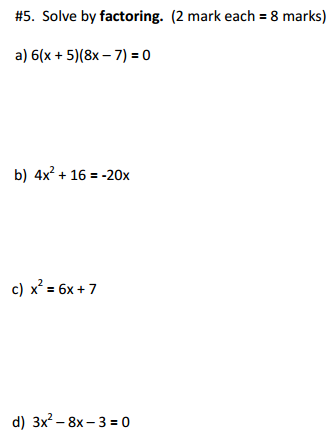 #5. Solve by factoring. (2 mark each = 8 marks)
a) 6(x + 5)(8x – 7) = 0
b) 4x² + 16 = -20x
c) x² = 6x + 7
d) 3x² – 8x – 3 = 0